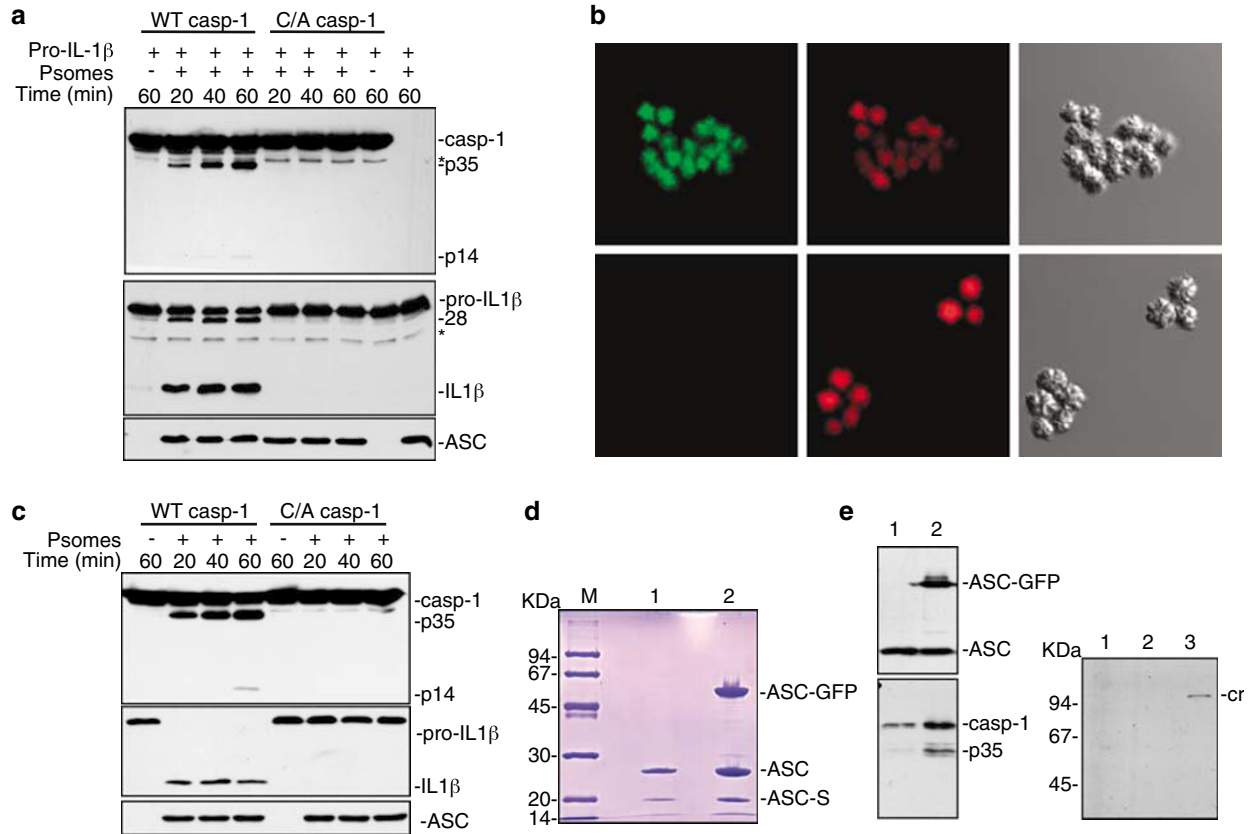 a
WT casp-1 C/A casp-1
Pro-IL-1β + + + + + + + + +
Psomes - + + + + + + - +
Time (min) 60 20 40 60 20 40 60 60 60
-casp-1
*
-p35
-p14
-pro-IL1β
-28
*
-IL1β
-ASC
b
c
WT casp-1 C/A casp-1
Psomes - + + + - + + +
Time (min) 60 20 40 60 60 20 40 60
-casp-1
-p35
-p14
-pro-IL1β
-IL1β
-ASC
d
KDa M 1 2
94-
67-
45-
30-
20-
14-
-ASC-GFP
-ASC
-ASC-S
e
1 2
-ASC-GFP
-ASC
-casp-1
-p35
KDa 1 2 3
94-
67-
45-
-cr